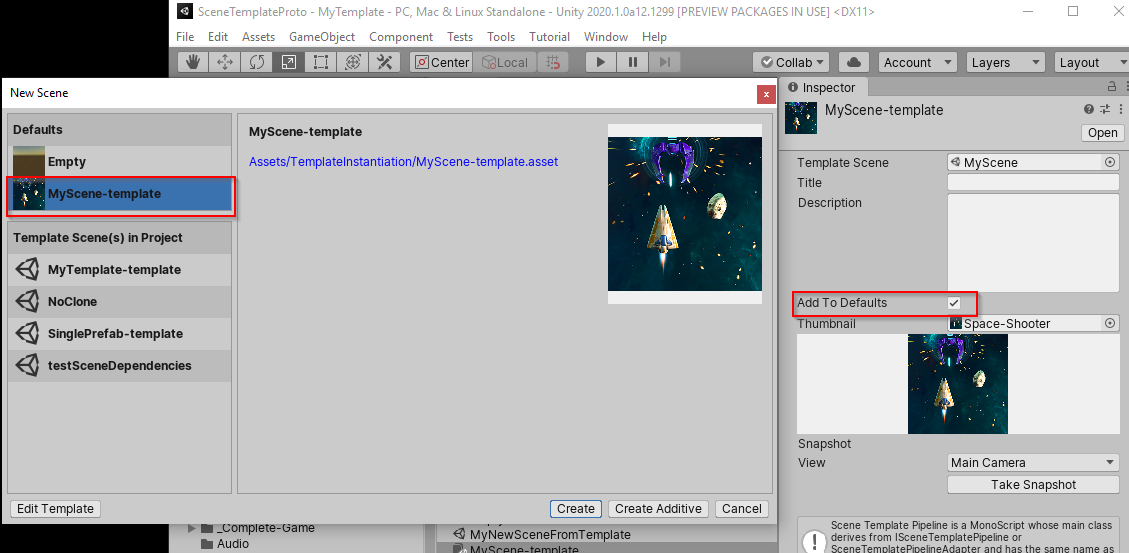 SceneTemplateProto - MyTemplate - PC, Mac & Linux Standalone - Unity 2020.1.0a12.1299 [PREVIEW PACKAGES IN USE] <DX11>
File Edit Assets GameObject Component Tests Tools Tutorial Window Help
Center Local Collab Account Layers Layout
New Scene
x
Defaults
Empty
MyScene-template
Template Scene(s) in Project
MyTemplate-template
NoClone
SinglePrefab-template
testSceneDependencies
MyScene-template
Assets/TemplateInstantiation/MyScene-template.asset
Edit Template
Create Create Additive Cancel
_Complete-Game
Audio
MyNewSceneFromTemplate
MyScene-template
Inspector
MyScene-template
Open
Template Scene MyScene
Title
Description
Add To Defaults
Thumbnail Space-Shooter
Snapshot
View Main Camera
Take Snapshot
Scene Template Pipeline is a MonoScript whose main class
derives from ISceneTemplatePipeline or
SceneTemplatePipelineAdapter and has the same name as